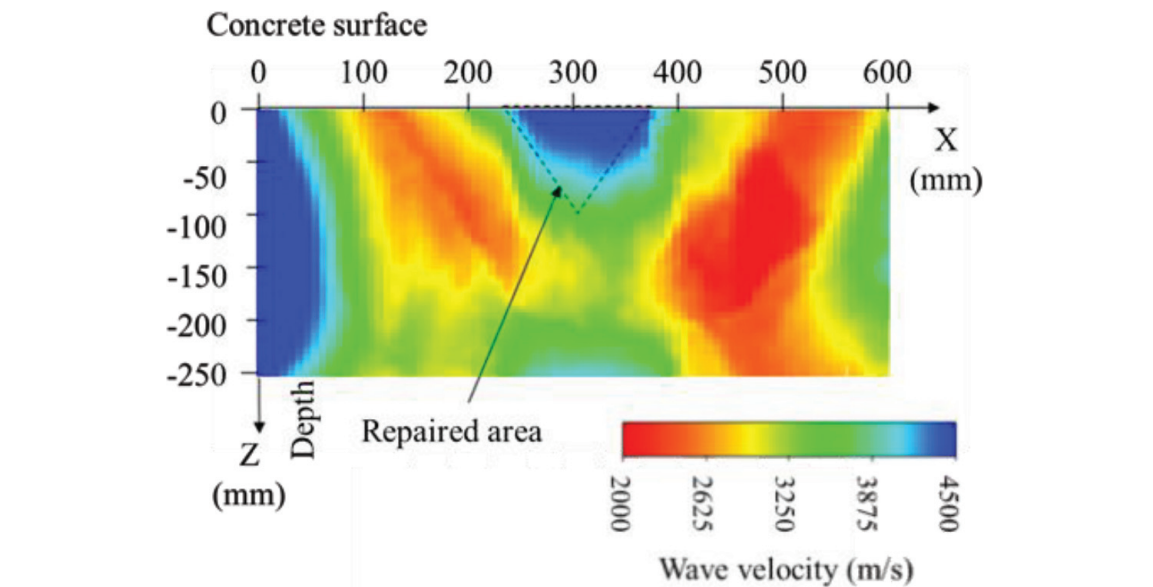 Concrete surface
0 100 200 300 400 500 600
0
X
(mm)
-50
-100
-150
-200
-250
Depth
Repaired area
Z
(mm)
2000 2625 3250 3875 4500
Wave velocity (m/s)